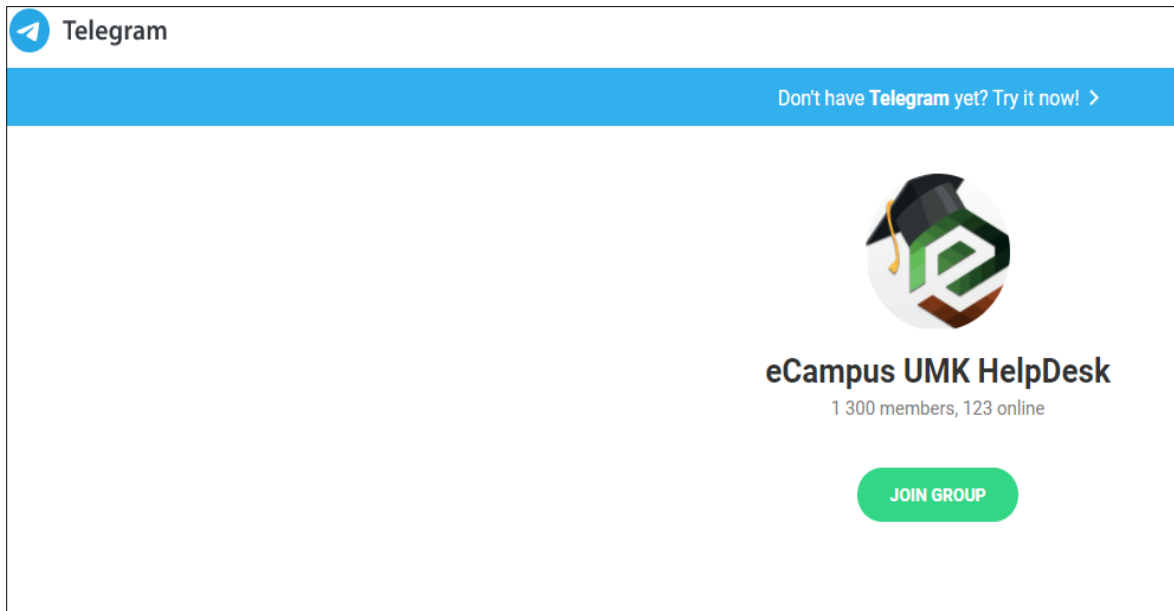 Telegram
Don't have Telegram yet? Try it now! >
eCampus UMK HelpDesk
1 300 members, 123 online
JOIN GROUP